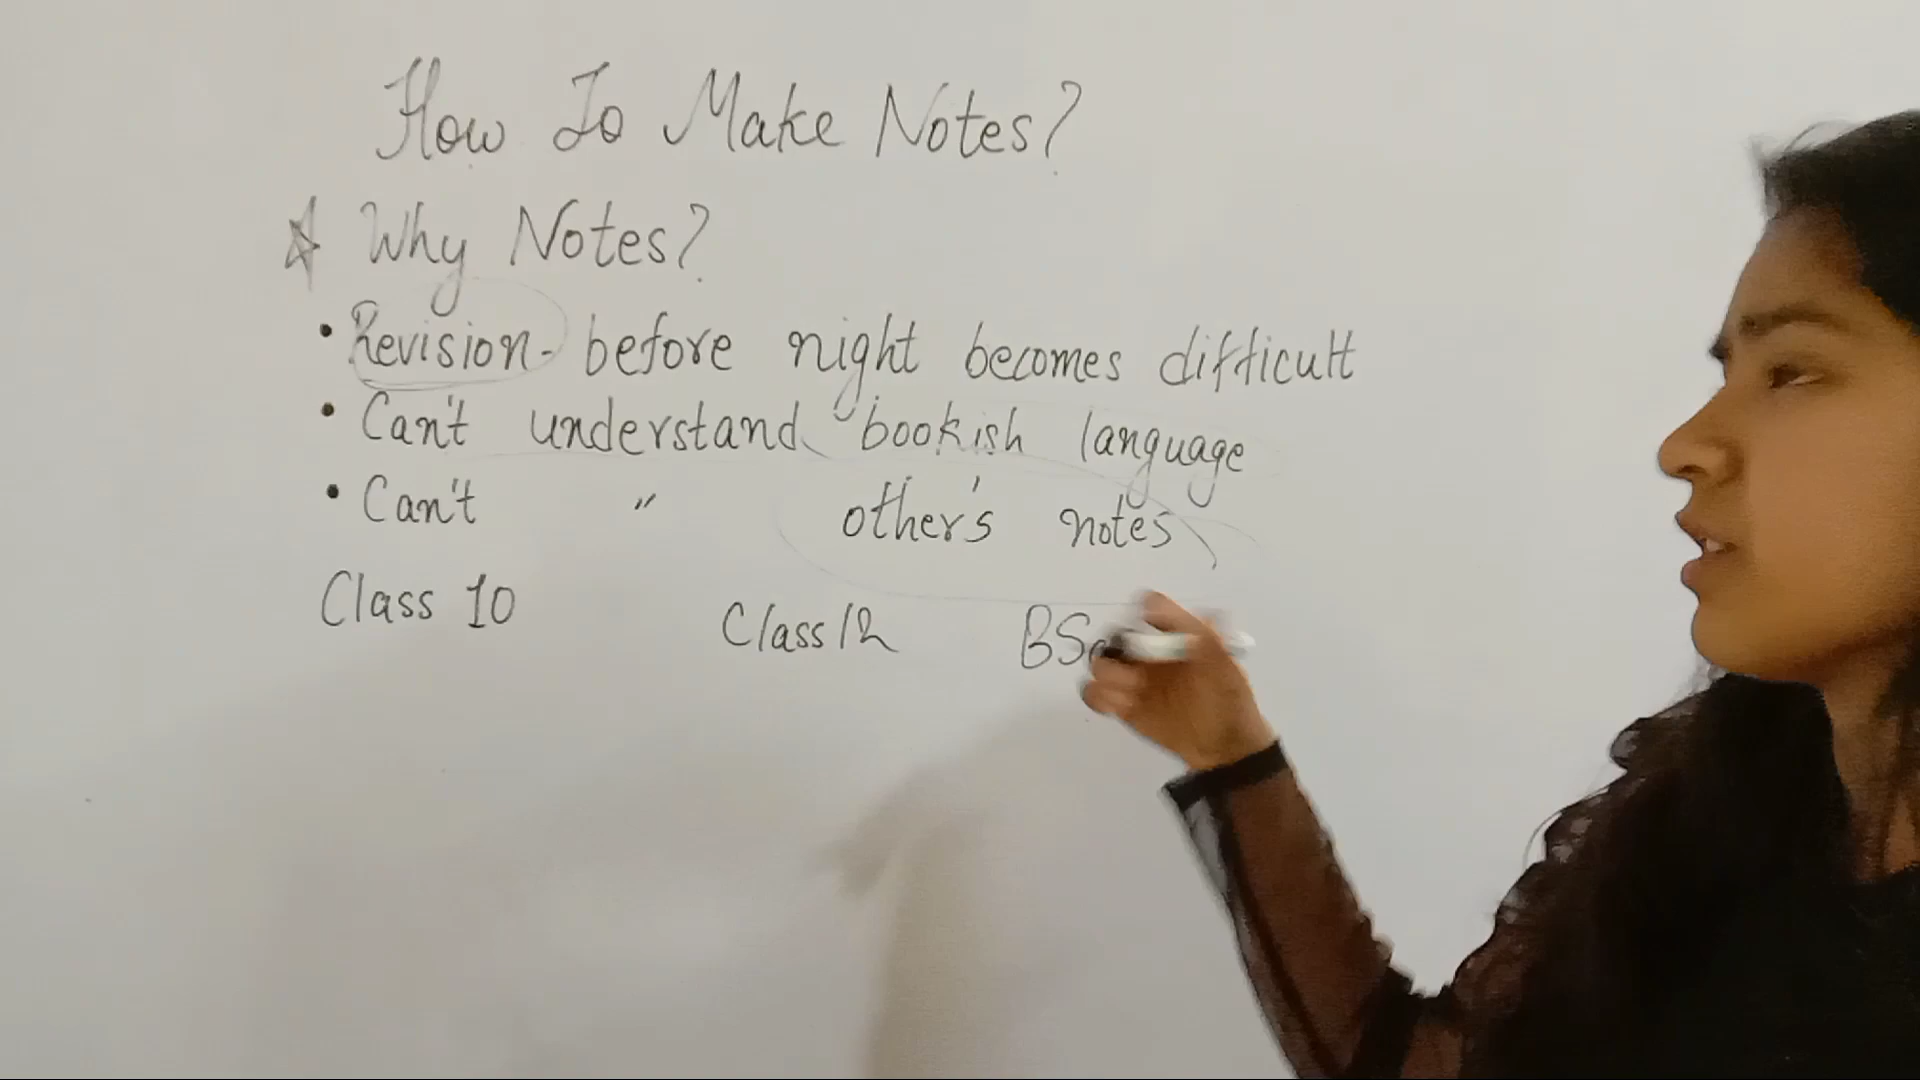 How To Make Notes?
Why Notes?
• Revision - before night becomes difficult
• Can't understand bookish language
• Can't " other's notes
Class 10 Class 12